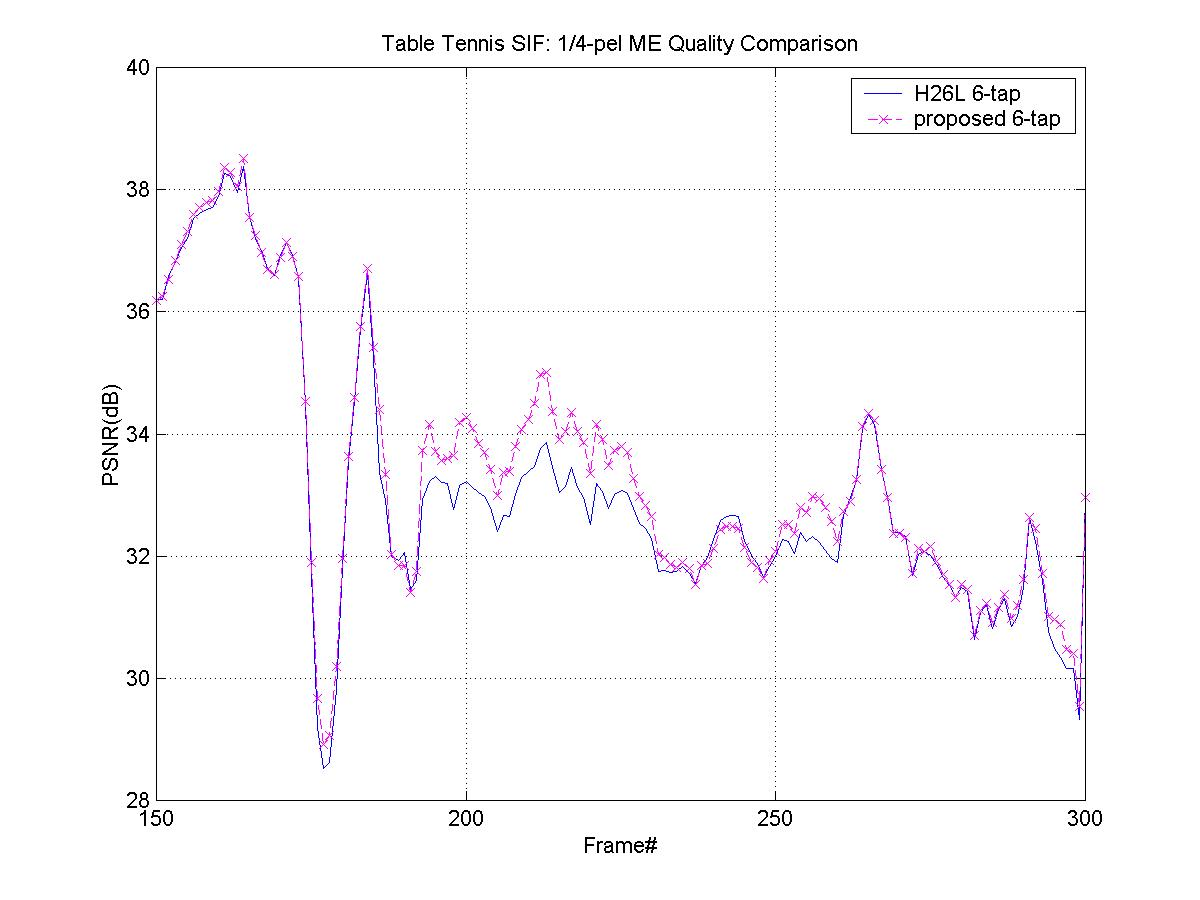 Table Tennis SIF: 1/4-pel ME Quality Comparison
H26L 6-tap
proposed 6-tap
PSNR(dB)
40
38
36
34
32
30
28
150
200
250
300
Frame#